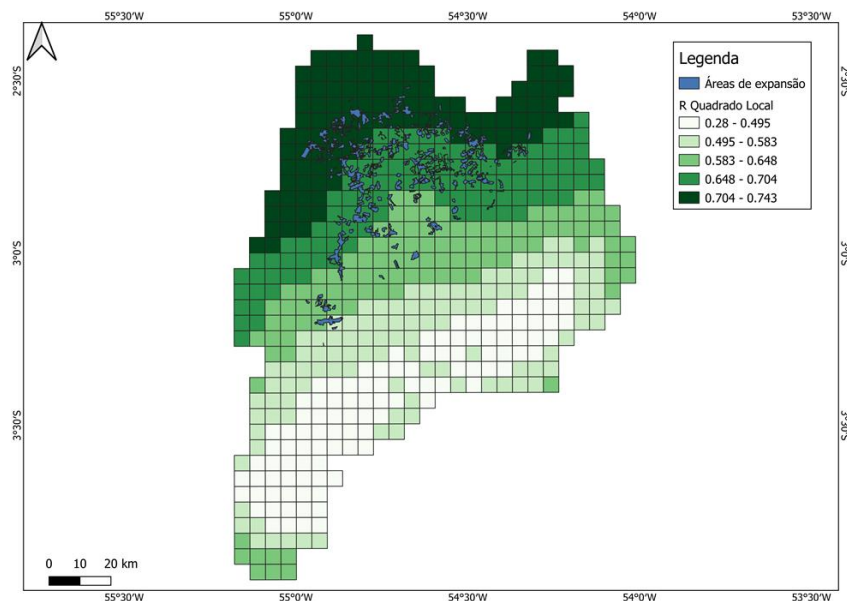 55°30'W 55°0'W 54°30'W 54°0'W 53°30'W
2°30'S 2°30'S
Legenda
Áreas de expansão
R Quadrado Local
0.28 - 0.495
0.495 - 0.583
0.583 - 0.648
0.648 - 0.704
0.704 - 0.743
3°0'S 3°0'S
3°30'S 3°30'S
0 10 20 km
55°30'W 55°0'W 54°30'W 54°0'W 53°30'W